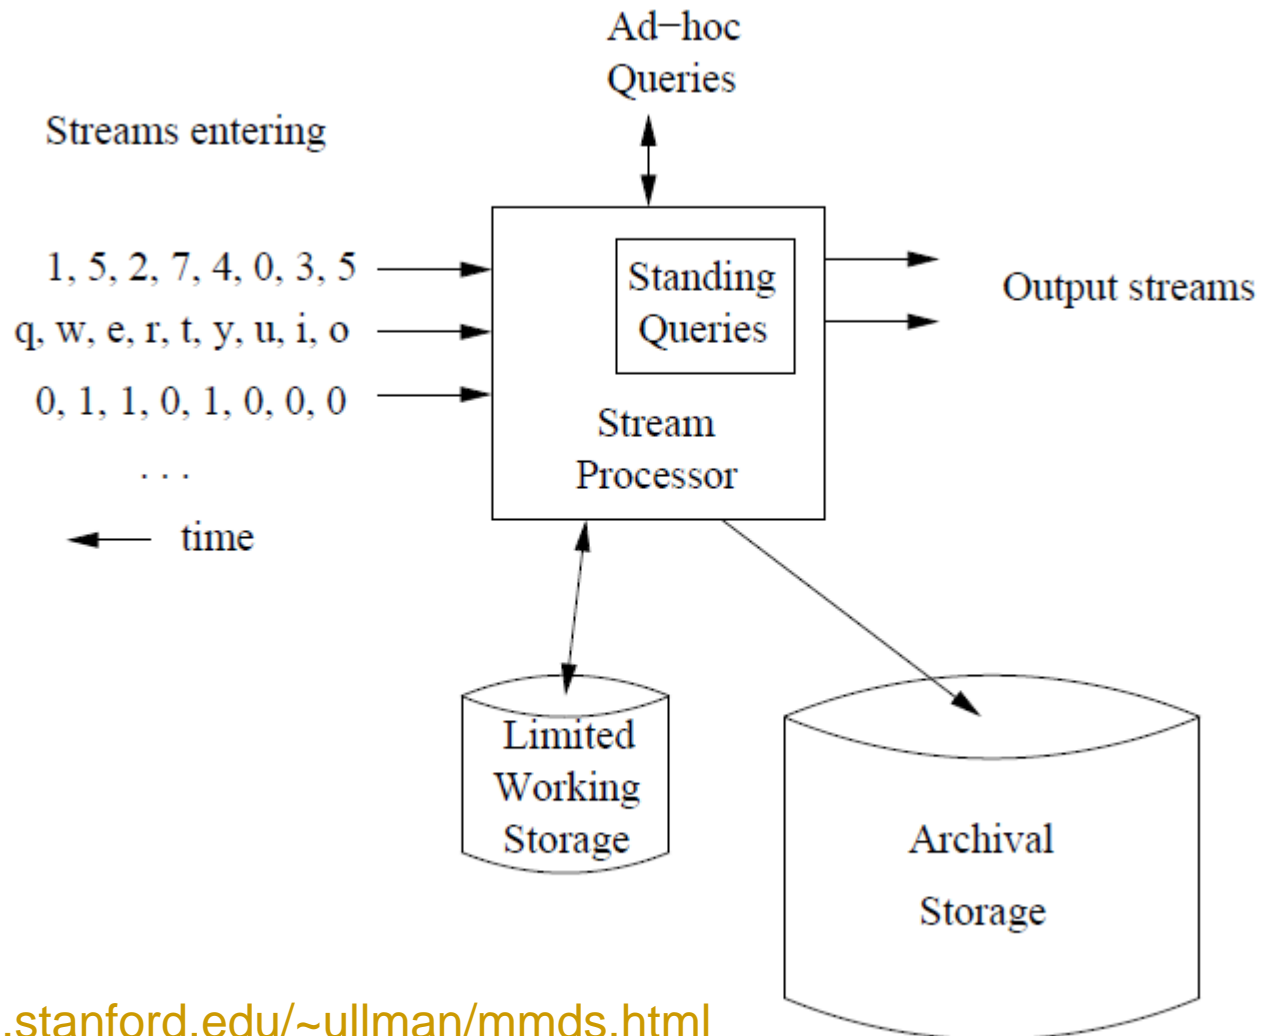 Ad-hoc
Queries
Streams entering
1, 5, 2, 7, 4, 0, 3, 5
q, w, e, r, t, y, u, i, o
0, 1, 1, 0, 1, 0, 0, 0
. . .
time
Standing
Queries
Stream
Processor
Output streams
Limited
Working
Storage
Archival
Storage
.stanford.edu/~ullman/mmds.html